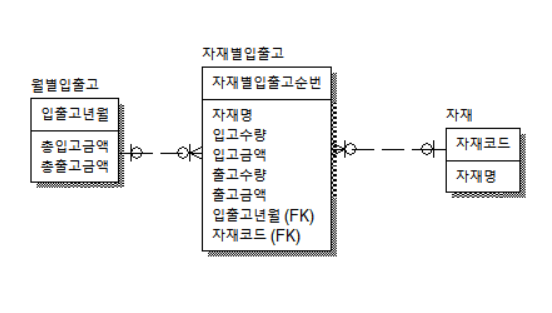 월별입출고
입출고년월
총입고금액
총출고금액
자재별입출고
자재별입출고순번
자재명
입고수량
입고금액
출고수량
출고금액
입출고년월 (FK)
자재코드 (FK)
자재
자재코드
자재명